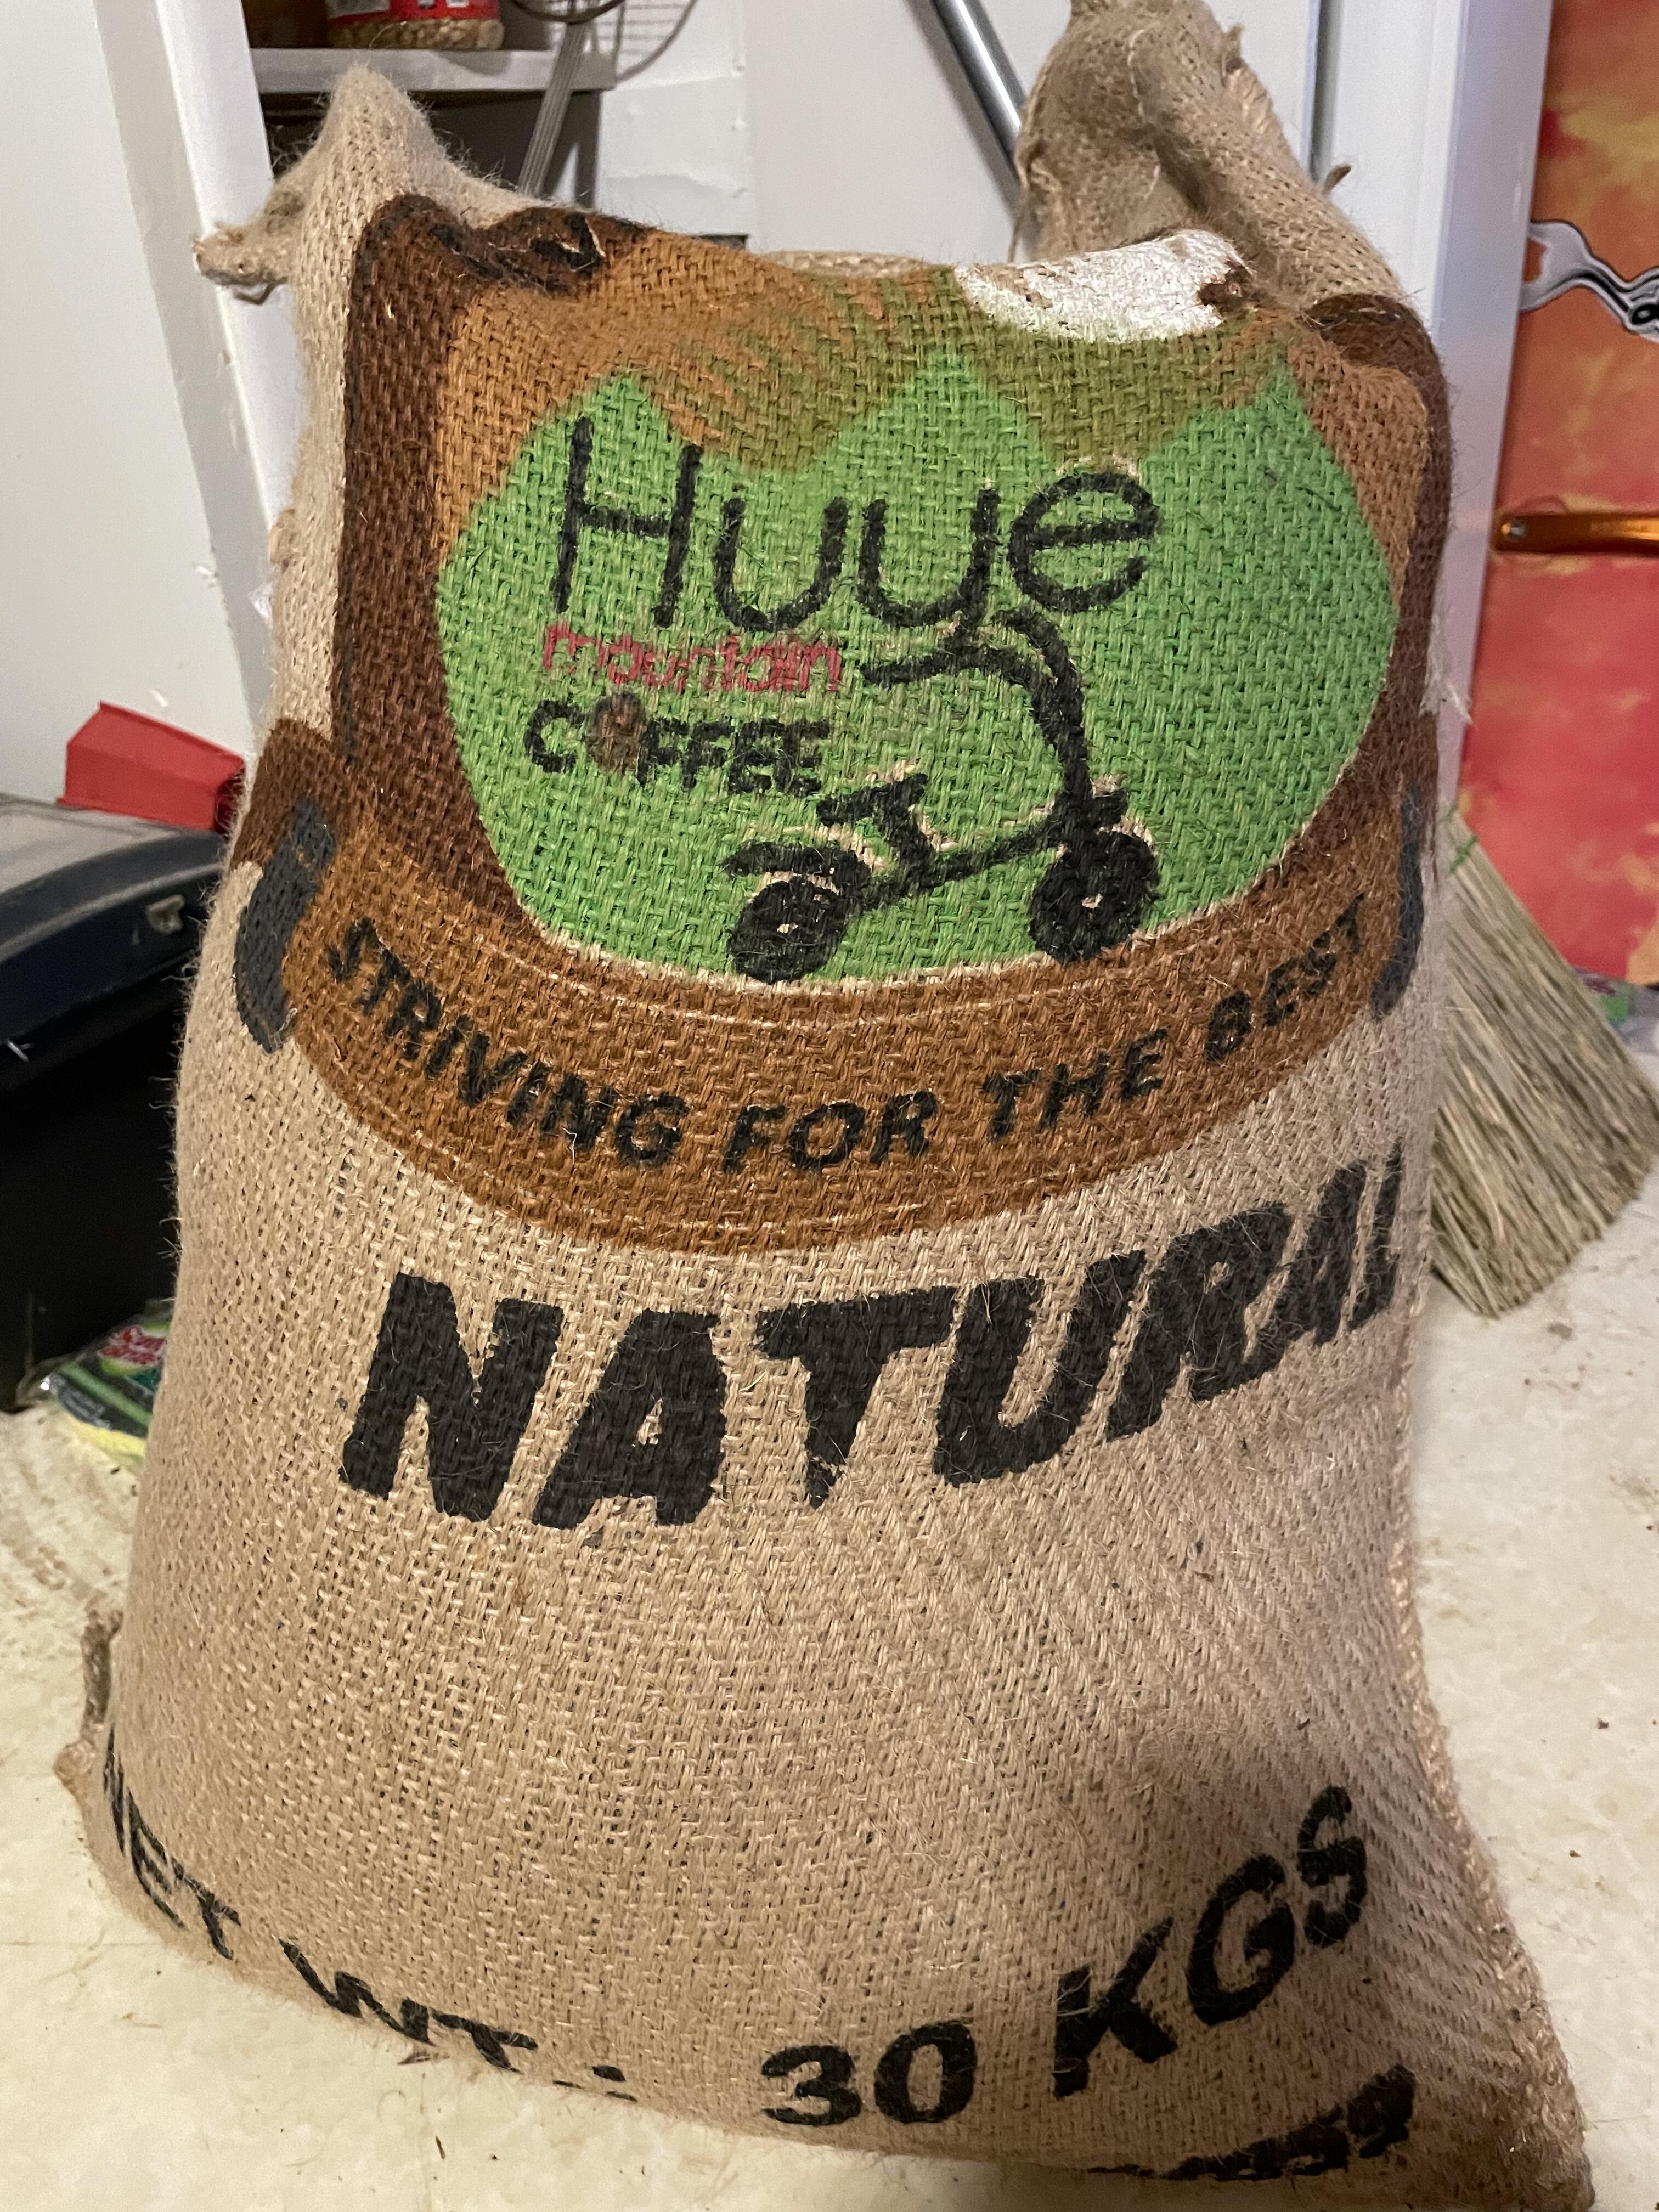 Huye
mountain
COFFEE
STRIVING FOR THE BEST
NATURAL
NET WT.: 30 KGS